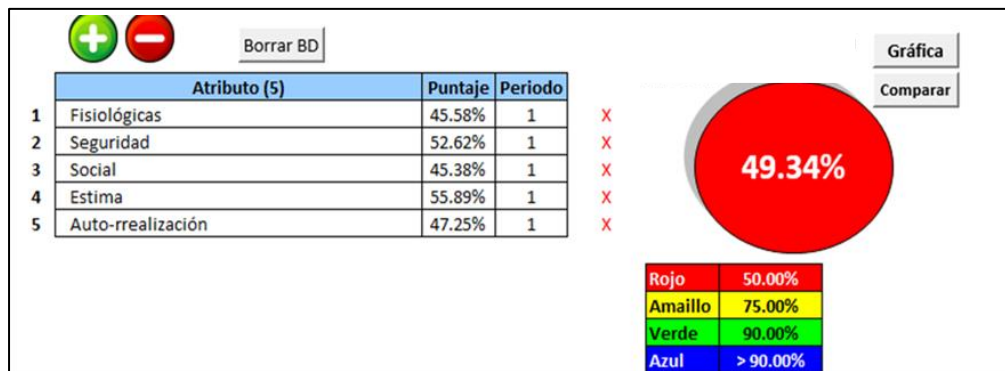 Borrar BD
Gráfica
Comparar
Atributo (5) Puntaje Periodo
1 Fisiológicas 45.58% 1 X
2 Seguridad 52.62% 1 X
3 Social 45.38% 1 X
4 Estima 55.89% 1 X
5 Auto-rrealización 47.25% 1 X
49.34%
Rojo 50.00%
Amaillo 75.00%
Verde 90.00%
Azul > 90.00%